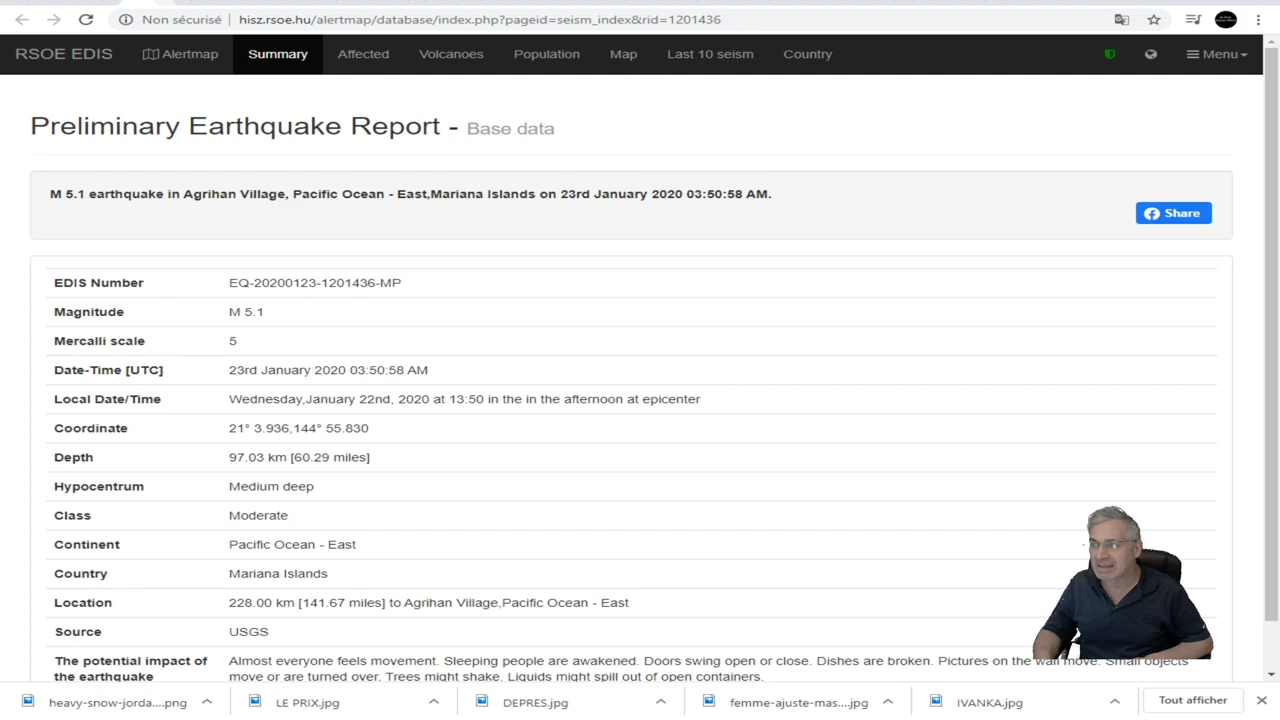 Non sécurisé hisz.rsoe.hu/alertmap/database/index.php?pageid=seism_index&rid=1201436
RSOE EDIS Alertmap Summary Affected Volcanoes Population Map Last 10 seism Country Menu
Preliminary Earthquake Report - Base data
M 5.1 earthquake in Agrihan Village, Pacific Ocean - East,Mariana Islands on 23rd January 2020 03:50:58 AM.
Share
EDIS Number EQ-20200123-1201436-MP
Magnitude M 5.1
Mercalli scale 5
Date-Time [UTC] 23rd January 2020 03:50:58 AM
Local Date/Time Wednesday,January 22nd, 2020 at 13:50 in the in the afternoon at epicenter
Coordinate 21° 3.936,144° 55.830
Depth 97.03 km [60.29 miles]
Hypocentrum Medium deep
Class Moderate
Continent Pacific Ocean - East
Country Mariana Islands
Location 228.00 km [141.67 miles] to Agrihan Village,Pacific Ocean - East
Source USGS
The potential impact of Almost everyone feels movement. Sleeping people are awakened. Doors swing open or close. Dishes are broken. Pictures on the wall move. Small objects
the earthquake move or are turned over. Trees might shake. Liquids might spill out of open containers.
heavy-snow-jorda....png LE PRIX.jpg DEPRES.jpg femme-ajuste-mas....jpg IVANKA.jpg Tout afficher